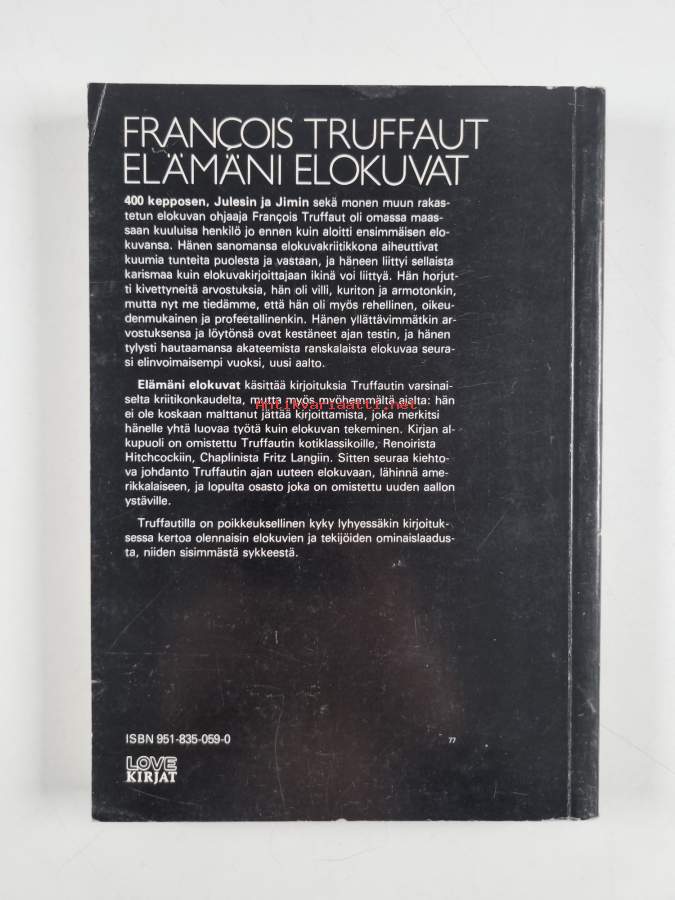 FRANÇOIS TRUFFAUT
ELÄMÄNI ELOKUVAT
400 kepposen, Julesin ja Jimin sekä monen muun rakas-
tetun elokuvan ohjaaja François Truffaut oli omassa maas-
saan kuuluisa henkilö jo ennen kuin aloitti ensimmäisen elo-
kuvansa. Hänen sanomansa elokuvakriitikkona aiheuttivat
kuumia tunteita puolesta ja vastaan, ja häneen liittyi sellaista
karismaa kuin elokuvakirjoittajaan ikinä voi liittyä. Hän horjut-
ti kivettyneitä arvostuksia, hän oli villi, kuriton ja armotonkin,
mutta nyt me tiedämme, että hän oli myös rehellinen, oikeu-
denmukainen ja profeetallinenkin. Hänen yllättävimmätkin ar-
vostuksensa ja löytönsä ovat kestäneet ajan testin, ja hänen
tylysti hautaamansa akateemista ranskalaista elokuvaa seura-
si elinvoimaisempi vuoksi, uusi aalto.
Elämäni elokuvat käsittää kirjoituksia Truffautin varsinai-
selta kriitikonkaudelta, mutta myös myöhemmältä ajalta: hän
Antikvariaatti.net
ei ole koskaan malttanut jättää kirjoittamista, joka merkitsi
hänelle yhtä luovaa työtä kuin elokuvan tekeminen. Kirjan al-
kupuoli on omistettu Truffautin kotiklassikoille, Renoirista
Hitchcockiin, Chaplinista Fritz Langiin. Sitten seuraa kiehto-
va johdanto Truffautin ajan uuteen elokuvaan, lähinnä ame-
rikkalaiseen, ja lopulta osasto joka on omistettu uuden aallon
ystäville.
Truffautilla on poikkeuksellinen kyky lyhyessäkin kirjoituk-
sessa kertoa olennaisin elokuvien ja tekijöiden ominaislaadus-
ta, niiden sisimmästä sykkeestä.
ISBN 951-835-059-0
77
LOVE
KIRJAT